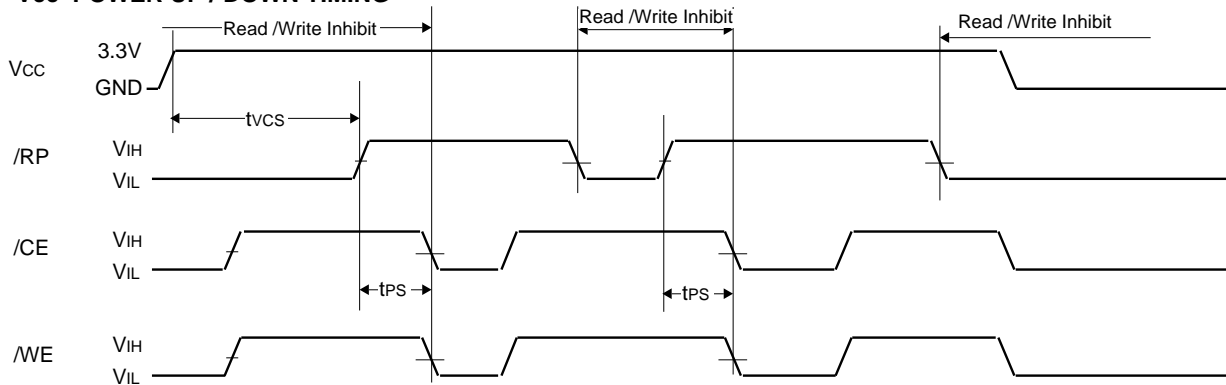 Read /Write Inhibit
Read /Write Inhibit
Read /Write Inhibit
VCC
3.3V
GND
tVCS
/RP
VIH
VIL
/CE
VIH
VIL
tPS
tPS
/WE
VIH
VIL